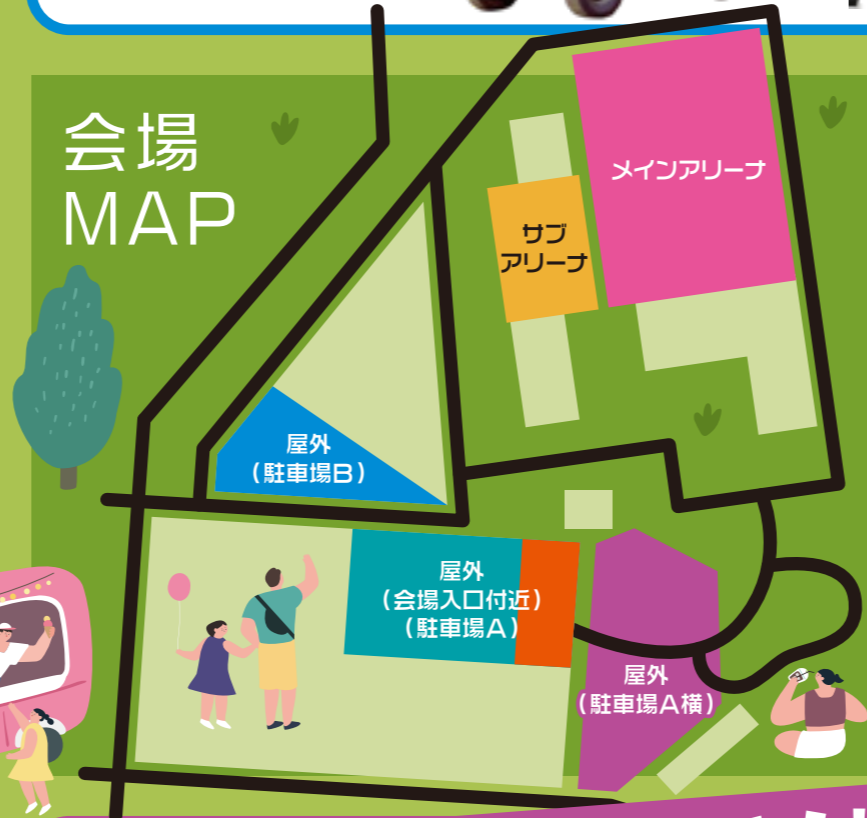 会場
MAP
メインアリーナ
サブ
アリーナ
屋外
（駐車場B）
屋外
（会場入口付近）
（駐車場A）
屋外
（駐車場A横）